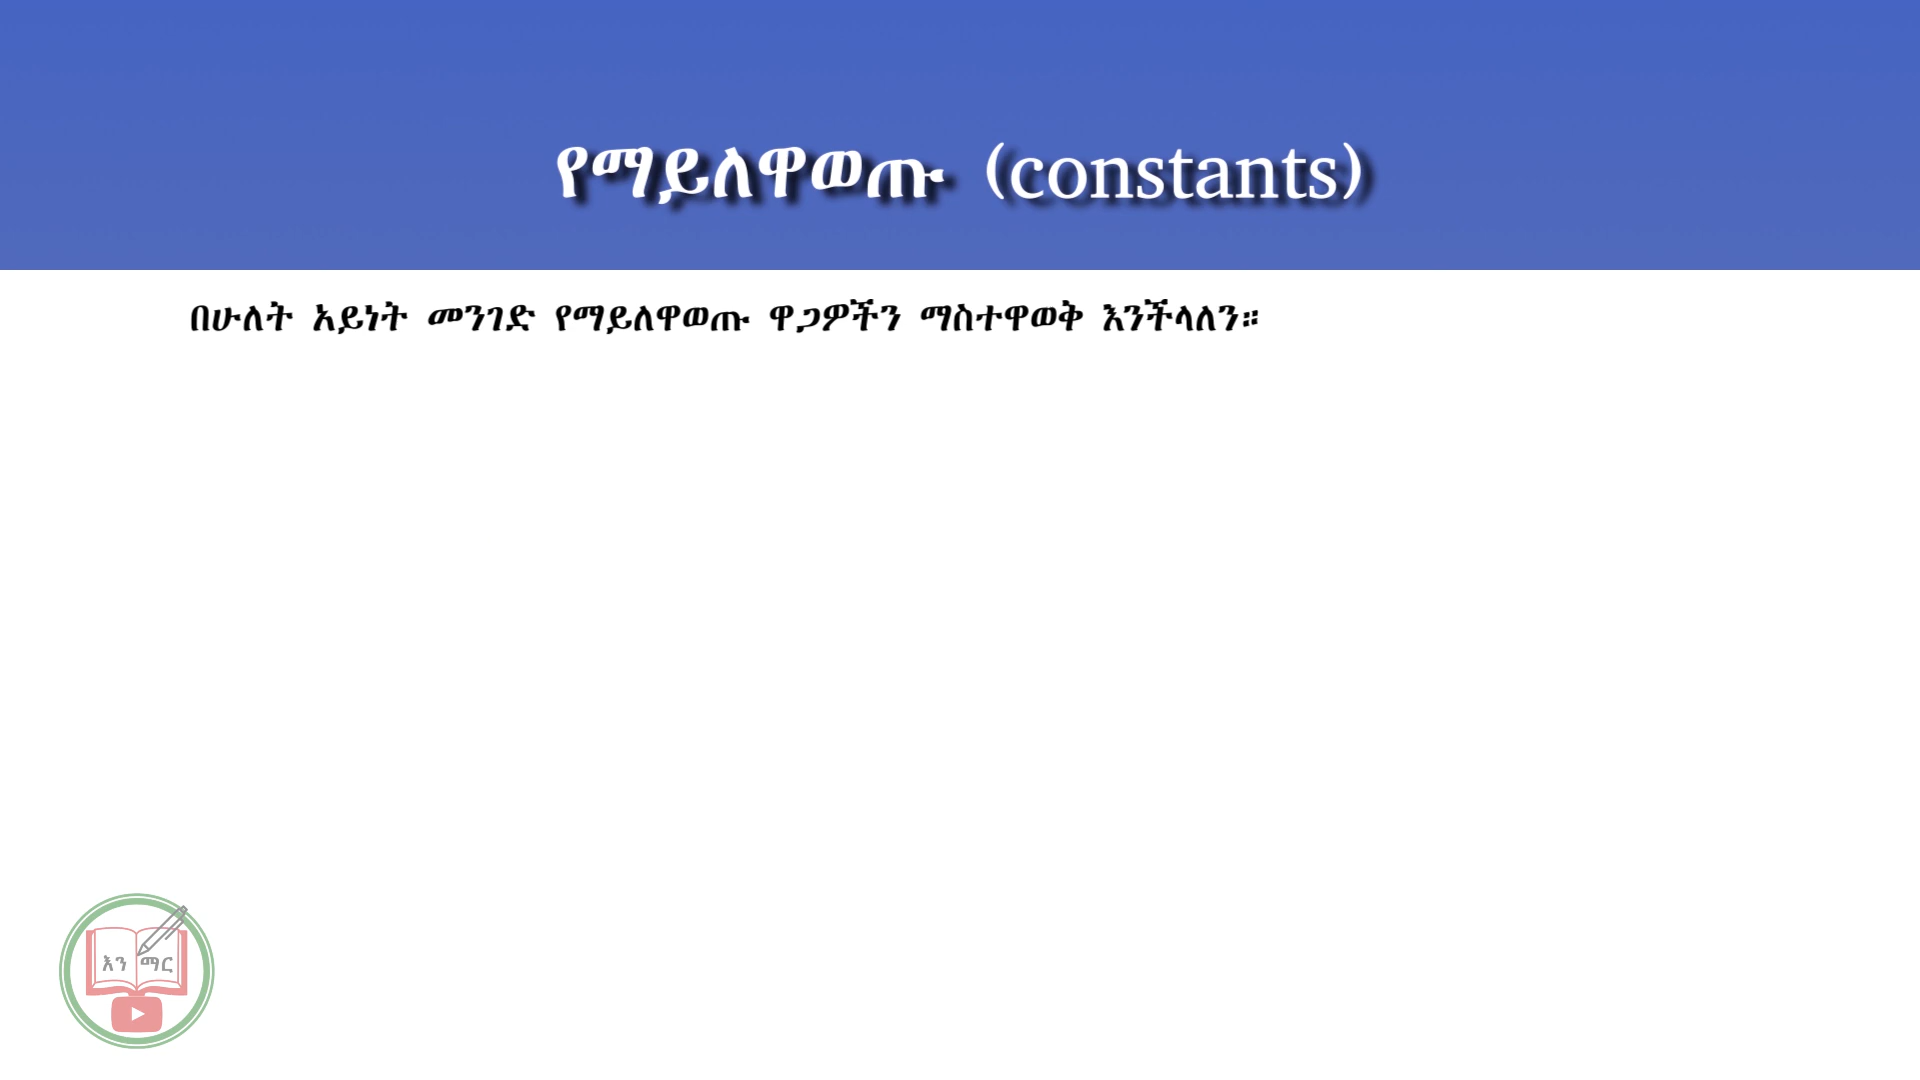 የማይለዋወጡ (constants)
በሁለት አይነት መንገድ የማይለዋወጡ ዋጋዎችን ማስተዋወቅ እንችላለን።
እን ማር